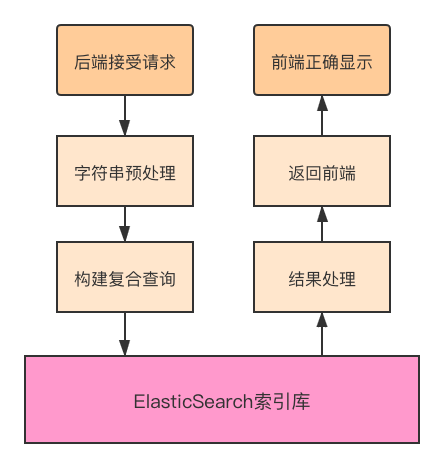 后端接受请求
前端正确显示
字符串预处理
返回前端
构建复合查询
结果处理
ElasticSearch索引库